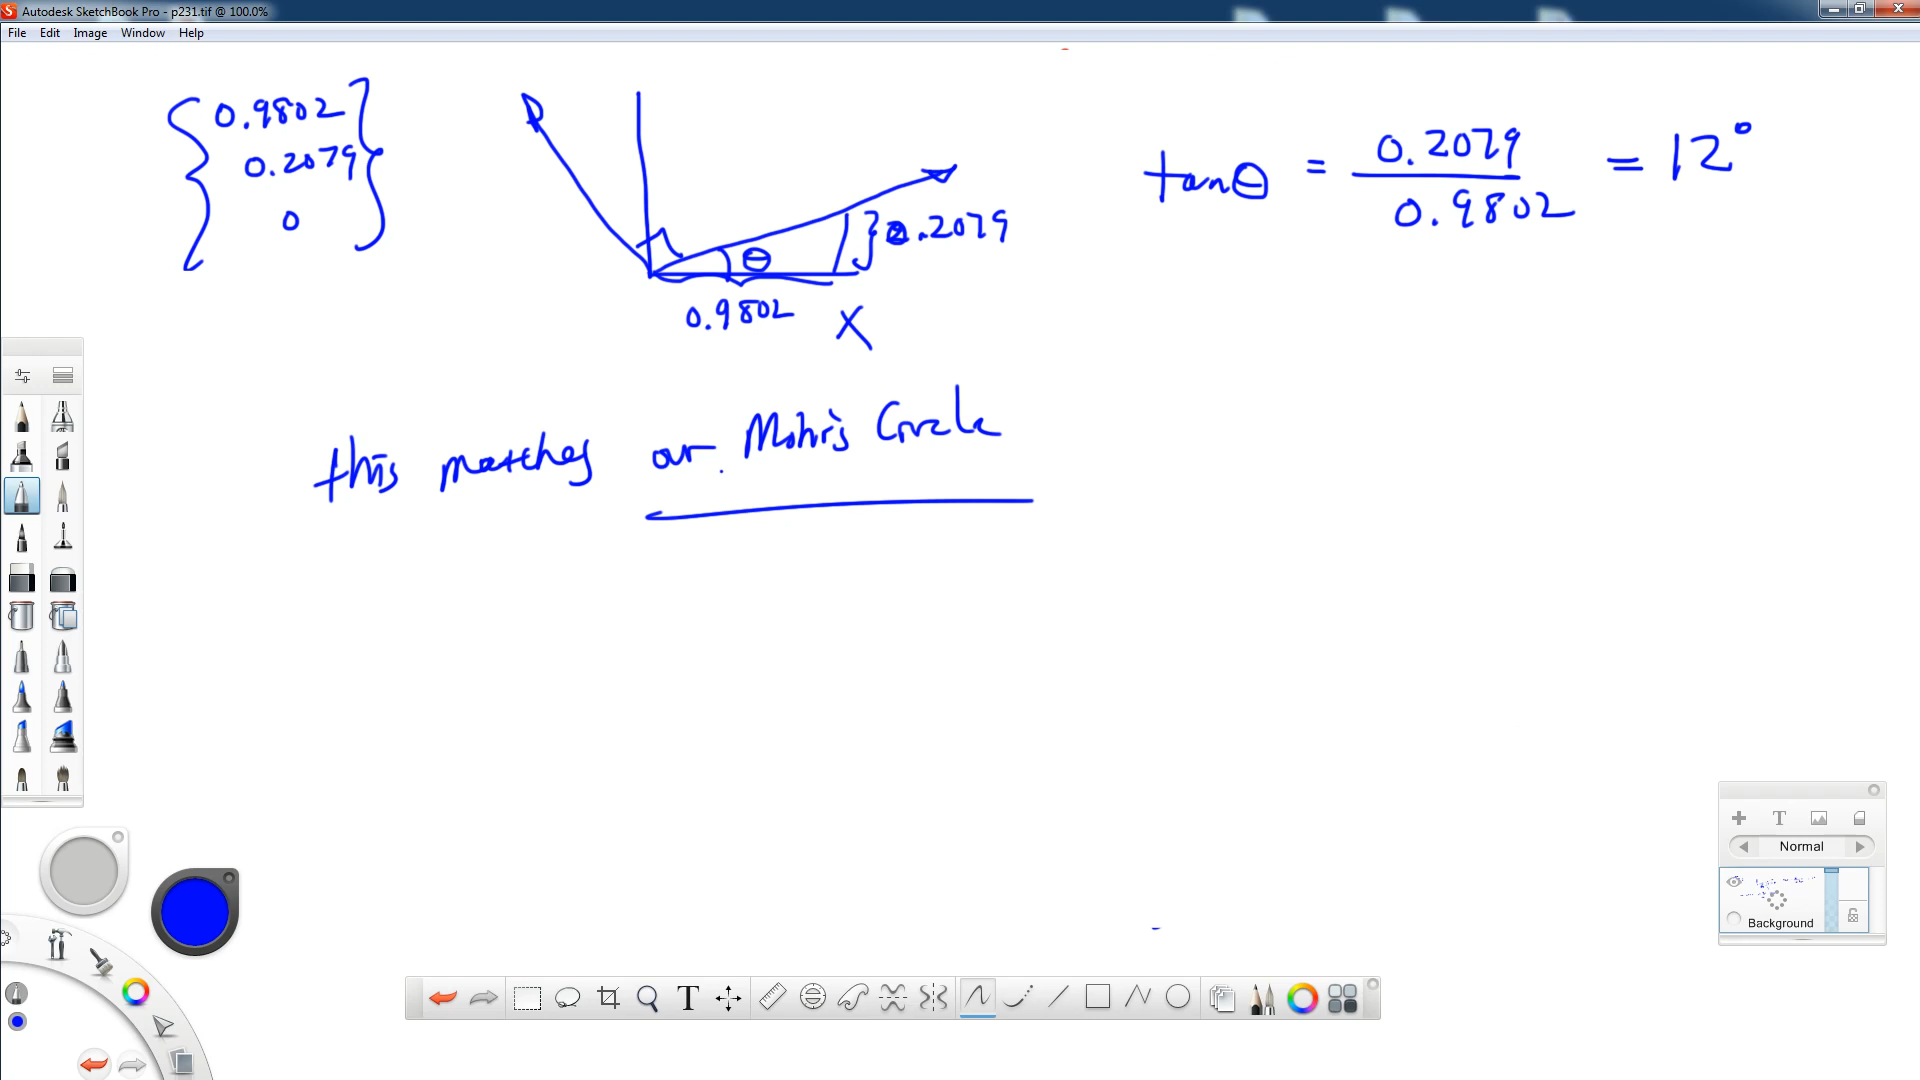 Autodesk SketchBook Pro - p231.tif @ 100.0%
File Edit Image Window Help
{0.9802
0.2079
0}
θ
}0.2079
0.9802
X
tanθ = 0.2079 / 0.9802 = 12°
this matches our Mohr's Circle
T
Normal
Background
T